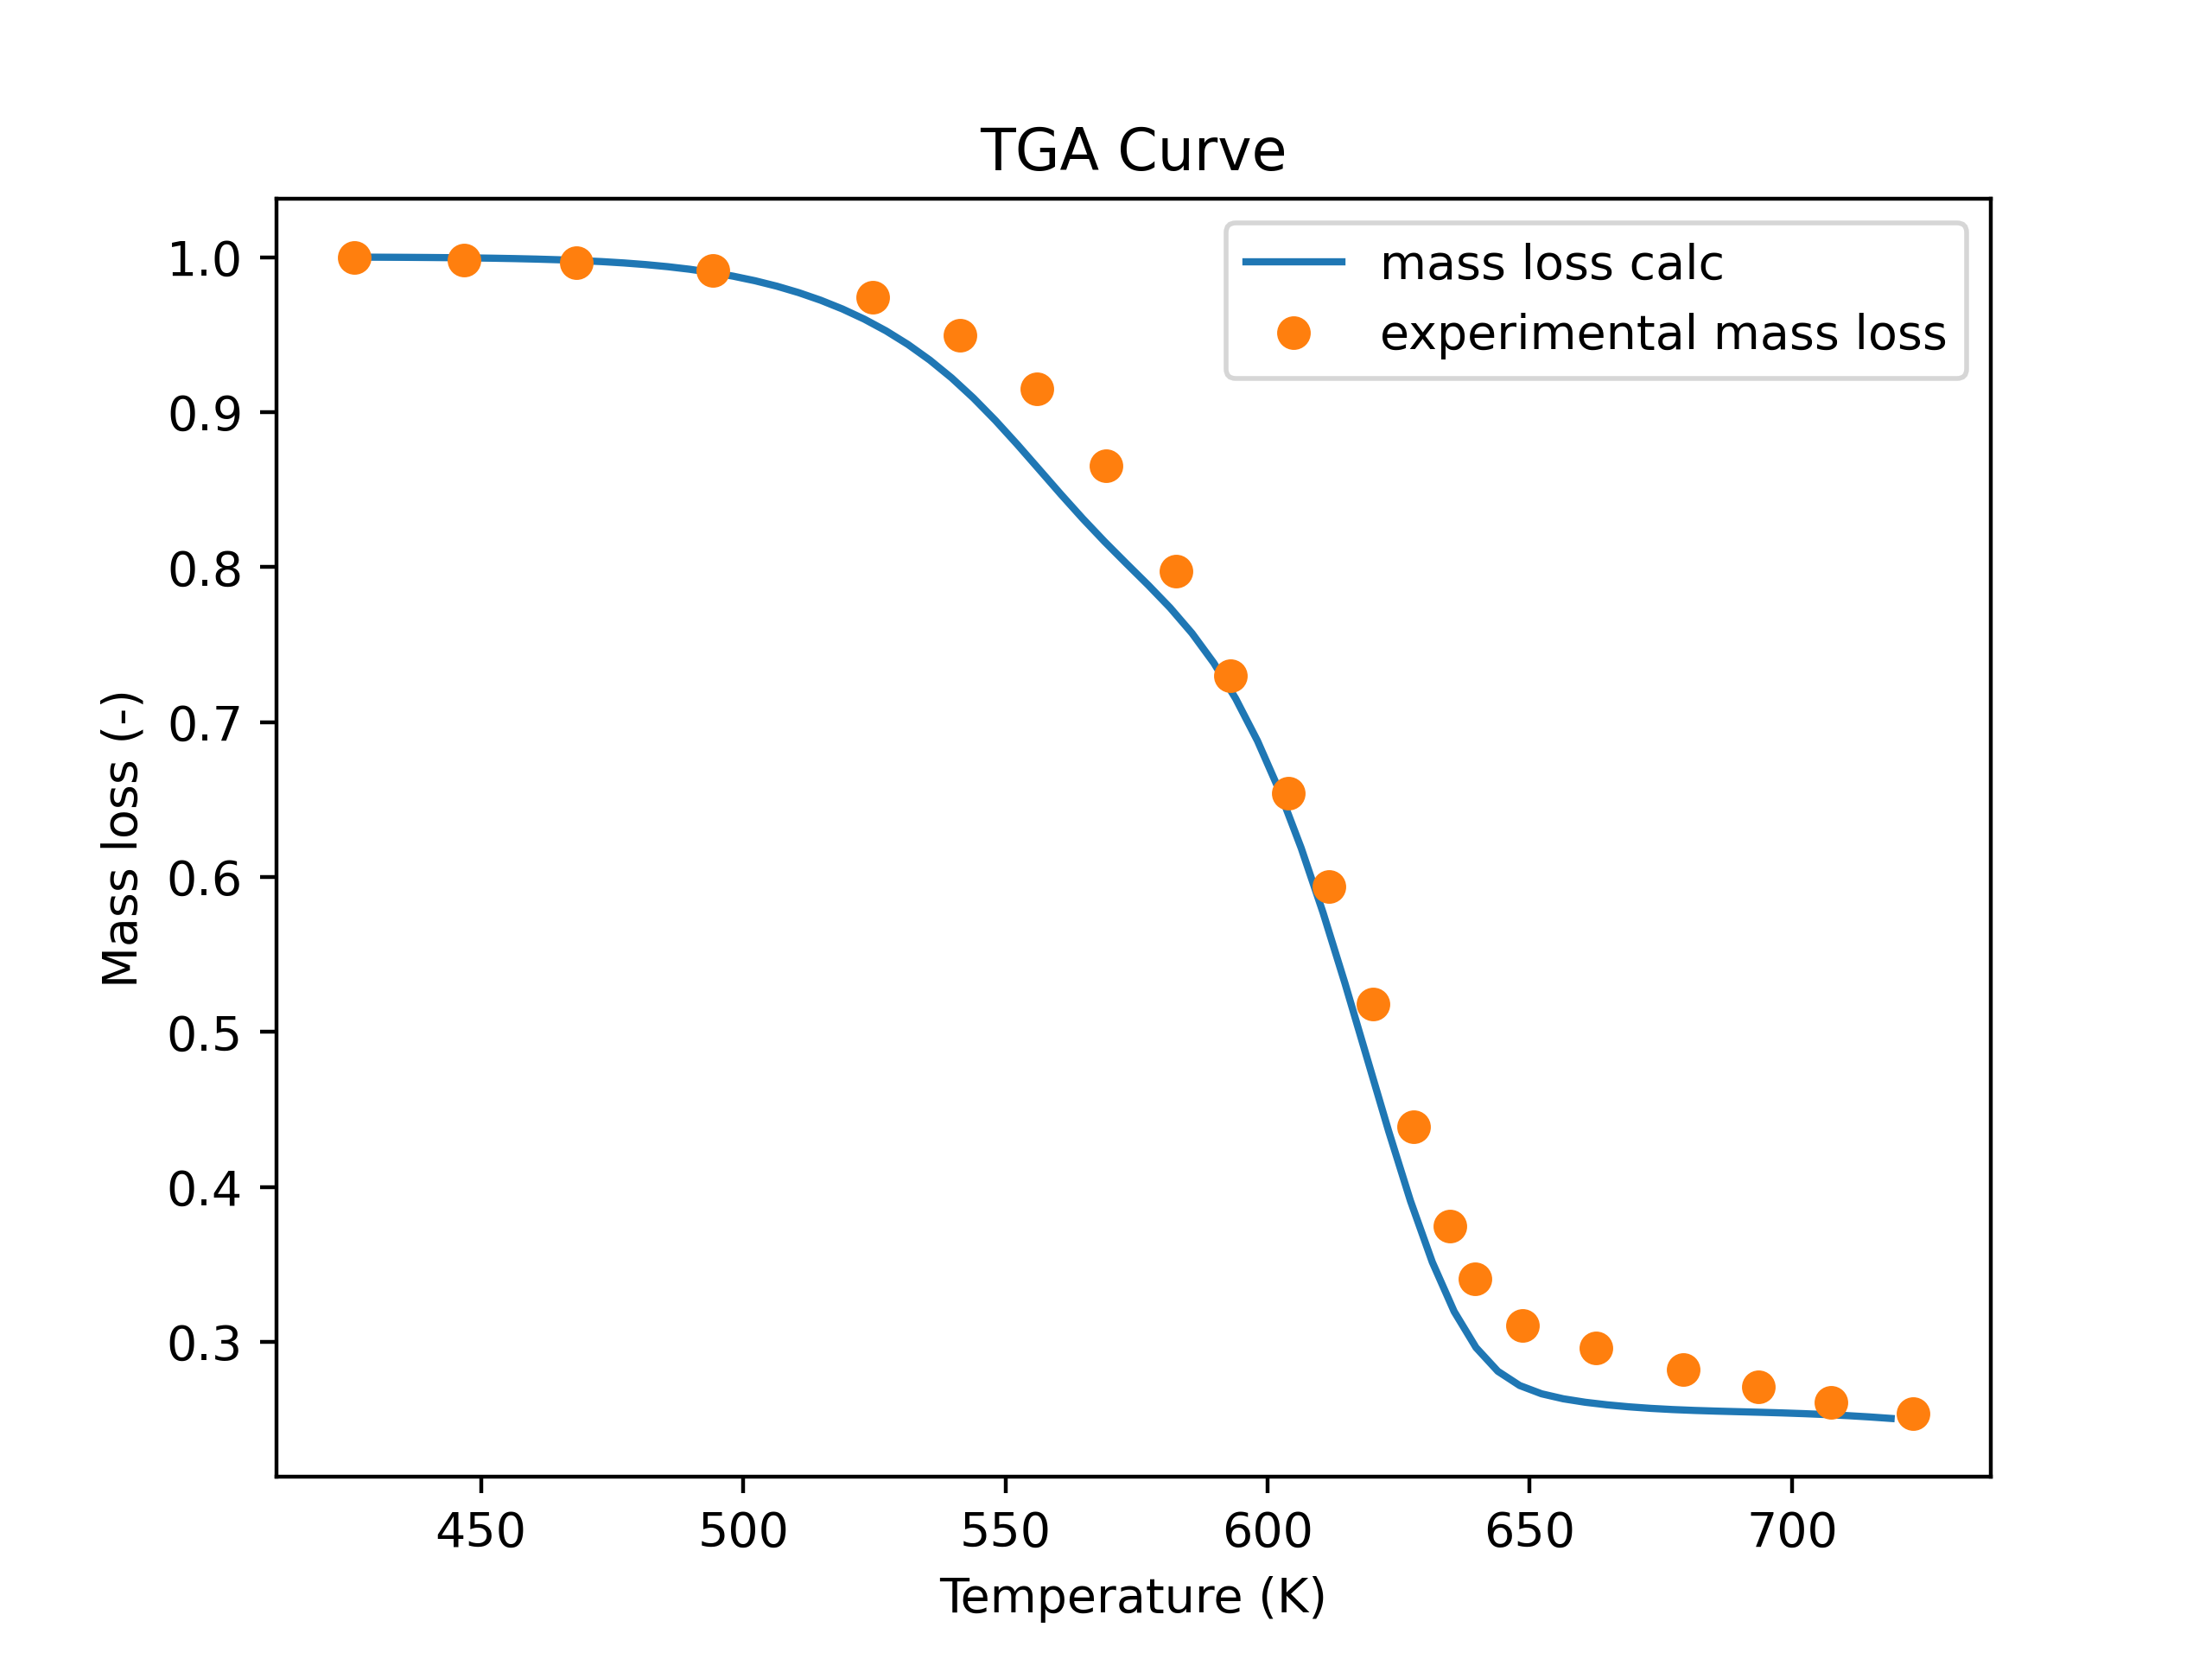 TGA Curve
mass loss calc
experimental mass loss
1.0
0.9
0.8
0.7
0.6
0.5
0.4
0.3
Mass loss (-)
450 500 550 600 650 700
Temperature (K)